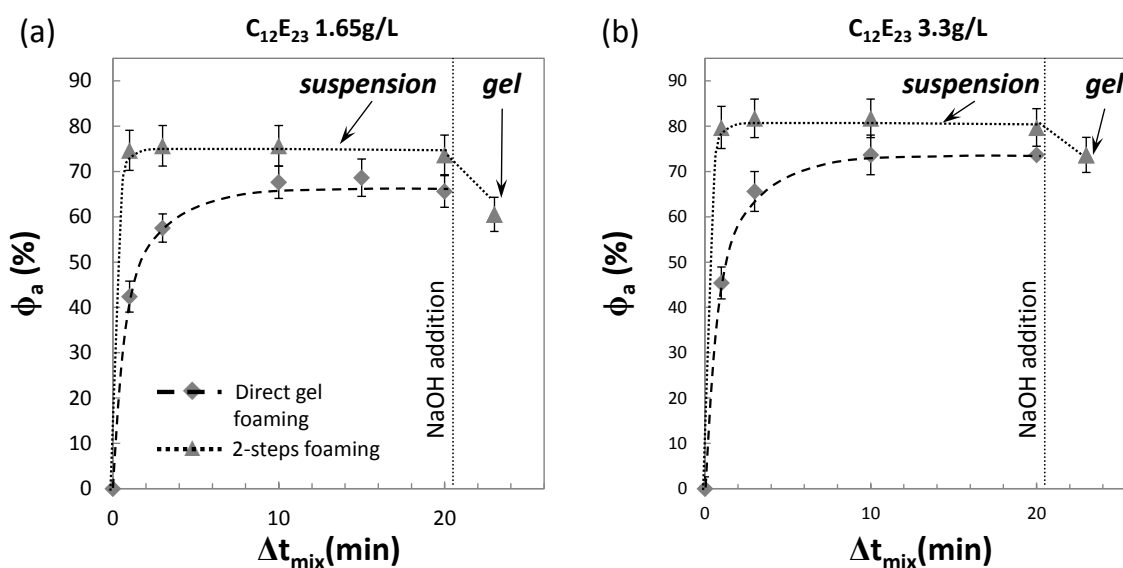 (a)
C₁₂E₂₃ 1.65g/L
90
80
70
60
50
40
30
20
10
0
ϕₐ (%)
suspension
gel
NaOH addition
Direct gel
foaming
2-steps foaming
0
10
20
Δtₘᵢₓ(min)
(b)
C₁₂E₂₃ 3.3g/L
90
80
70
60
50
40
30
20
10
0
ϕₐ (%)
suspension
gel
NaOH addition
0
10
20
Δtₘᵢₓ(min)